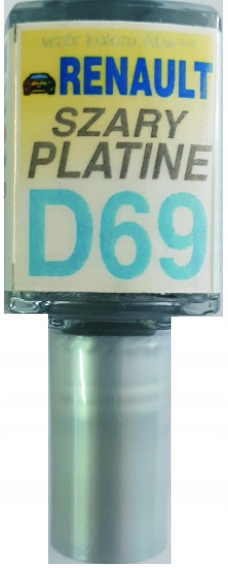 wzór koloru
RENAULT
SZARY
PLATINE
D69